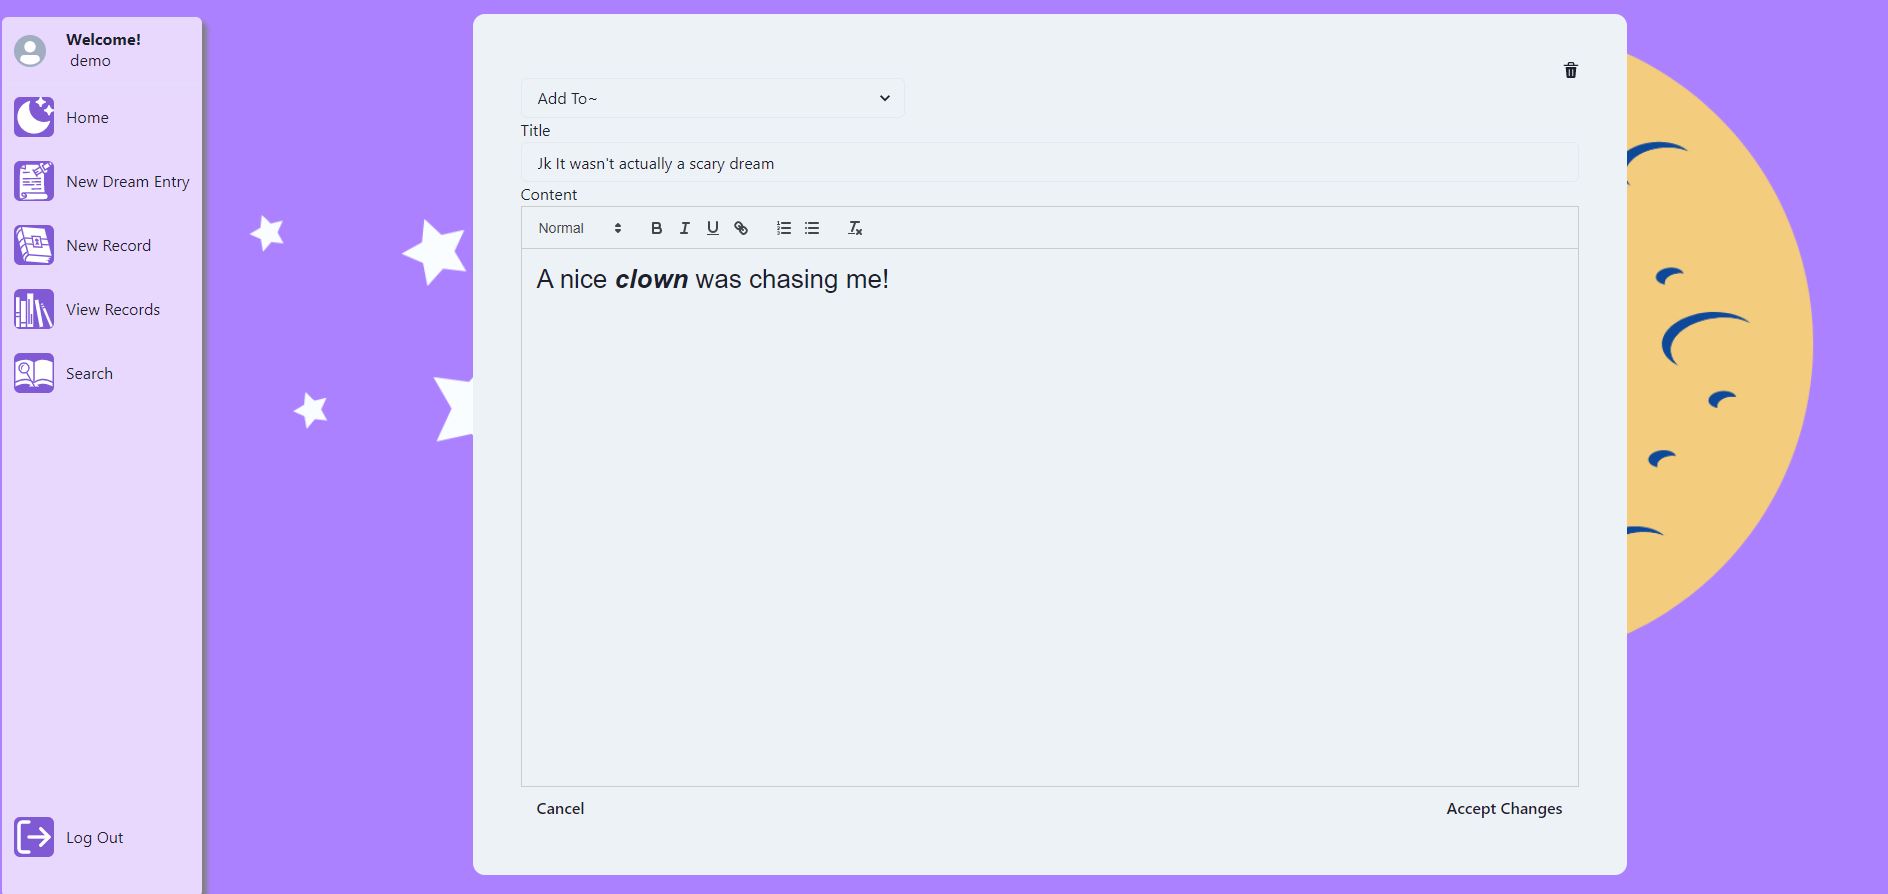 Welcome!
demo
Home
New Dream Entry
New Record
View Records
Search
Log Out
Add To~
Title
Jk It wasn't actually a scary dream
Content
Normal
A nice clown was chasing me!
Cancel
Accept Changes